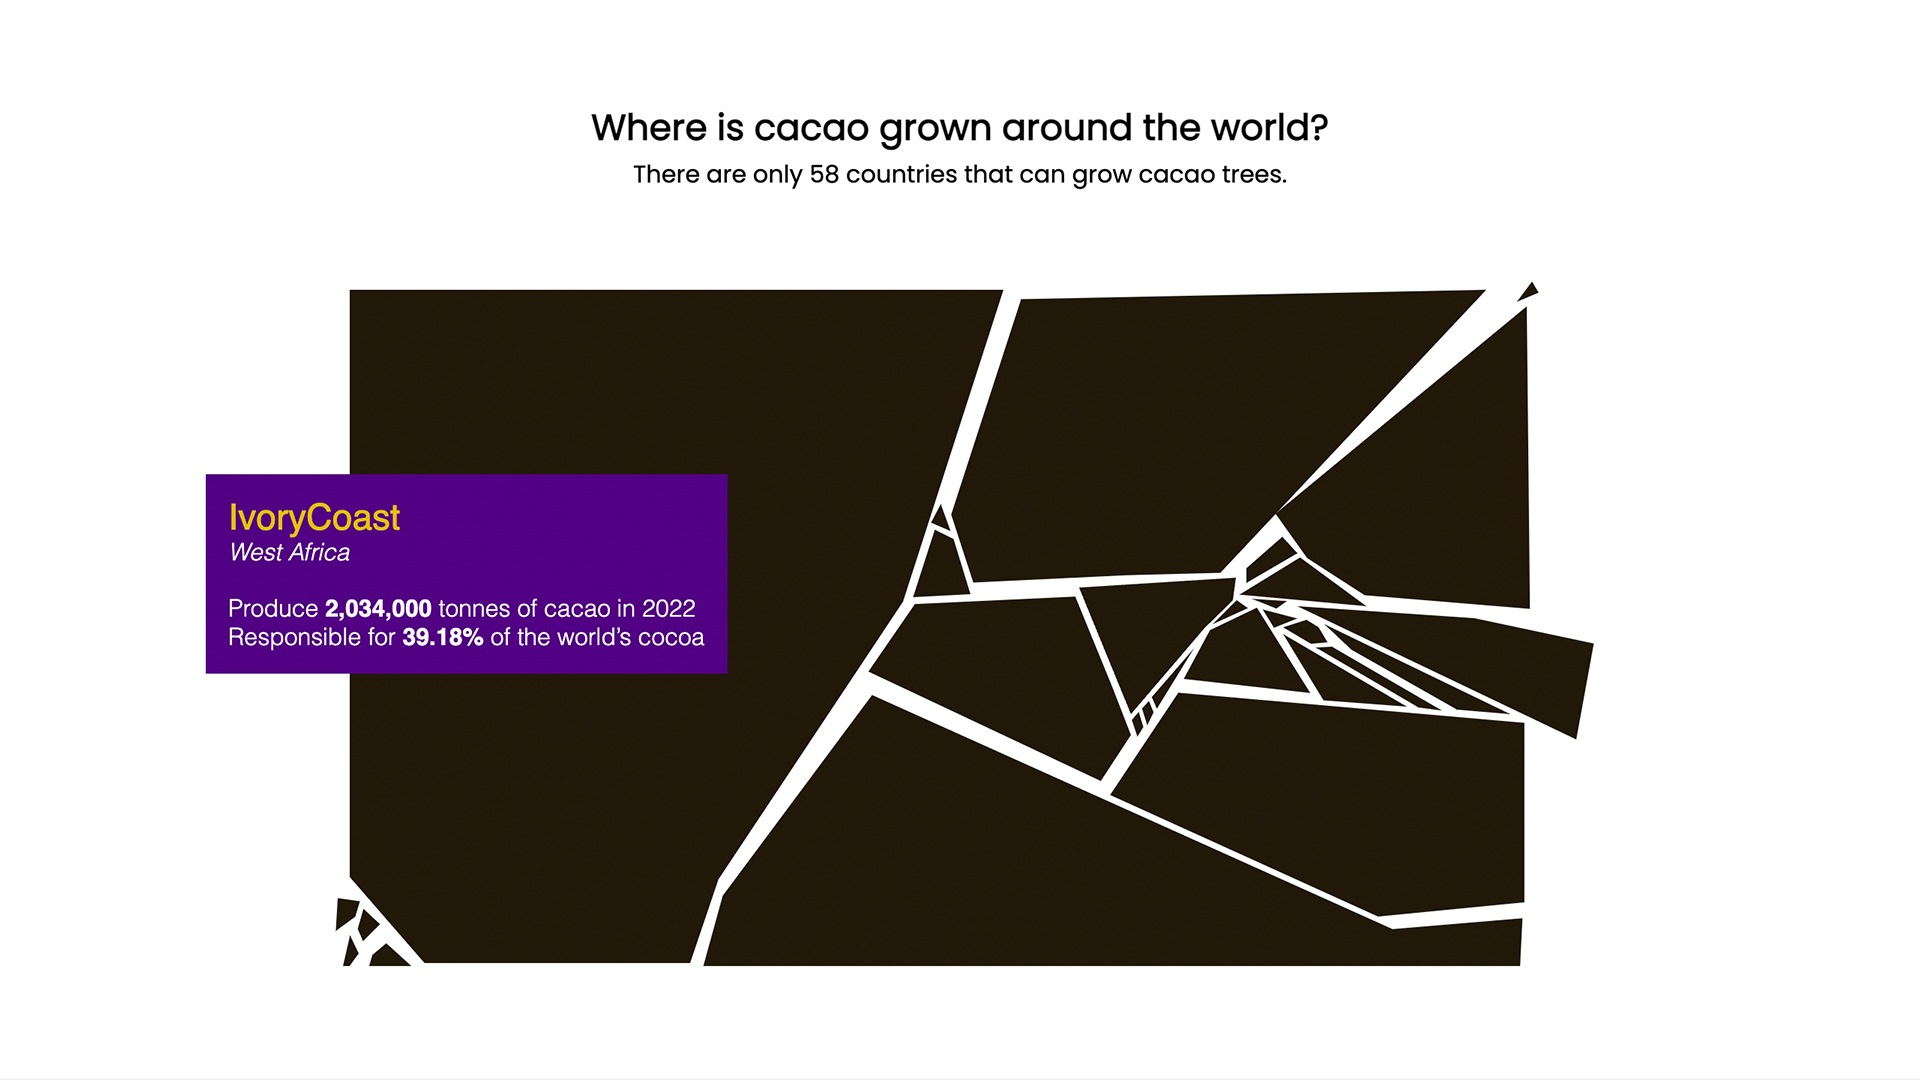 Where is cacao grown around the world?
There are only 58 countries that can grow cacao trees.
IvoryCoast
West Africa
Produce 2,034,000 tonnes of cacao in 2022
Responsible for 39.18% of the world’s cocoa